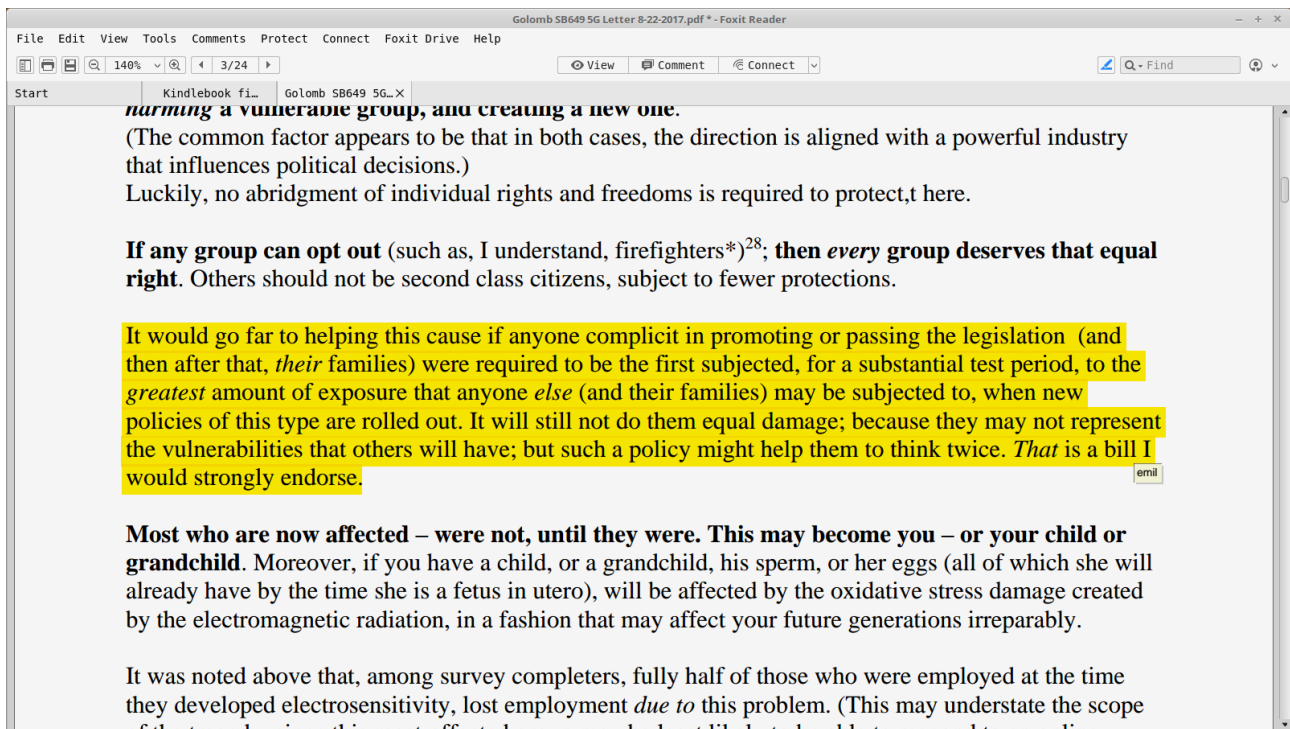 Golomb SB649 5G Letter 8-22-2017.pdf * - Foxit Reader
File Edit View Tools Comments Protect Connect Foxit Drive Help
140% 3/24 View Comment Connect Find
Start Kindlebook fi… Golomb SB649 5G…
harming a vulnerable group, and creating a new one.
(The common factor appears to be that in both cases, the direction is aligned with a powerful industry
that influences political decisions.)
Luckily, no abridgment of individual rights and freedoms is required to protect,t here.
If any group can opt out (such as, I understand, firefighters*)28; then every group deserves that equal
right. Others should not be second class citizens, subject to fewer protections.
It would go far to helping this cause if anyone complicit in promoting or passing the legislation (and
then after that, their families) were required to be the first subjected, for a substantial test period, to the
greatest amount of exposure that anyone else (and their families) may be subjected to, when new
policies of this type are rolled out. It will still not do them equal damage; because they may not represent
the vulnerabilities that others will have; but such a policy might help them to think twice. That is a bill I
would strongly endorse.
emil
Most who are now affected – were not, until they were. This may become you – or your child or
grandchild. Moreover, if you have a child, or a grandchild, his sperm, or her eggs (all of which she will
already have by the time she is a fetus in utero), will be affected by the oxidative stress damage created
by the electromagnetic radiation, in a fashion that may affect your future generations irreparably.
It was noted above that, among survey completers, fully half of those who were employed at the time
they developed electrosensitivity, lost employment due to this problem. (This may understate the scope